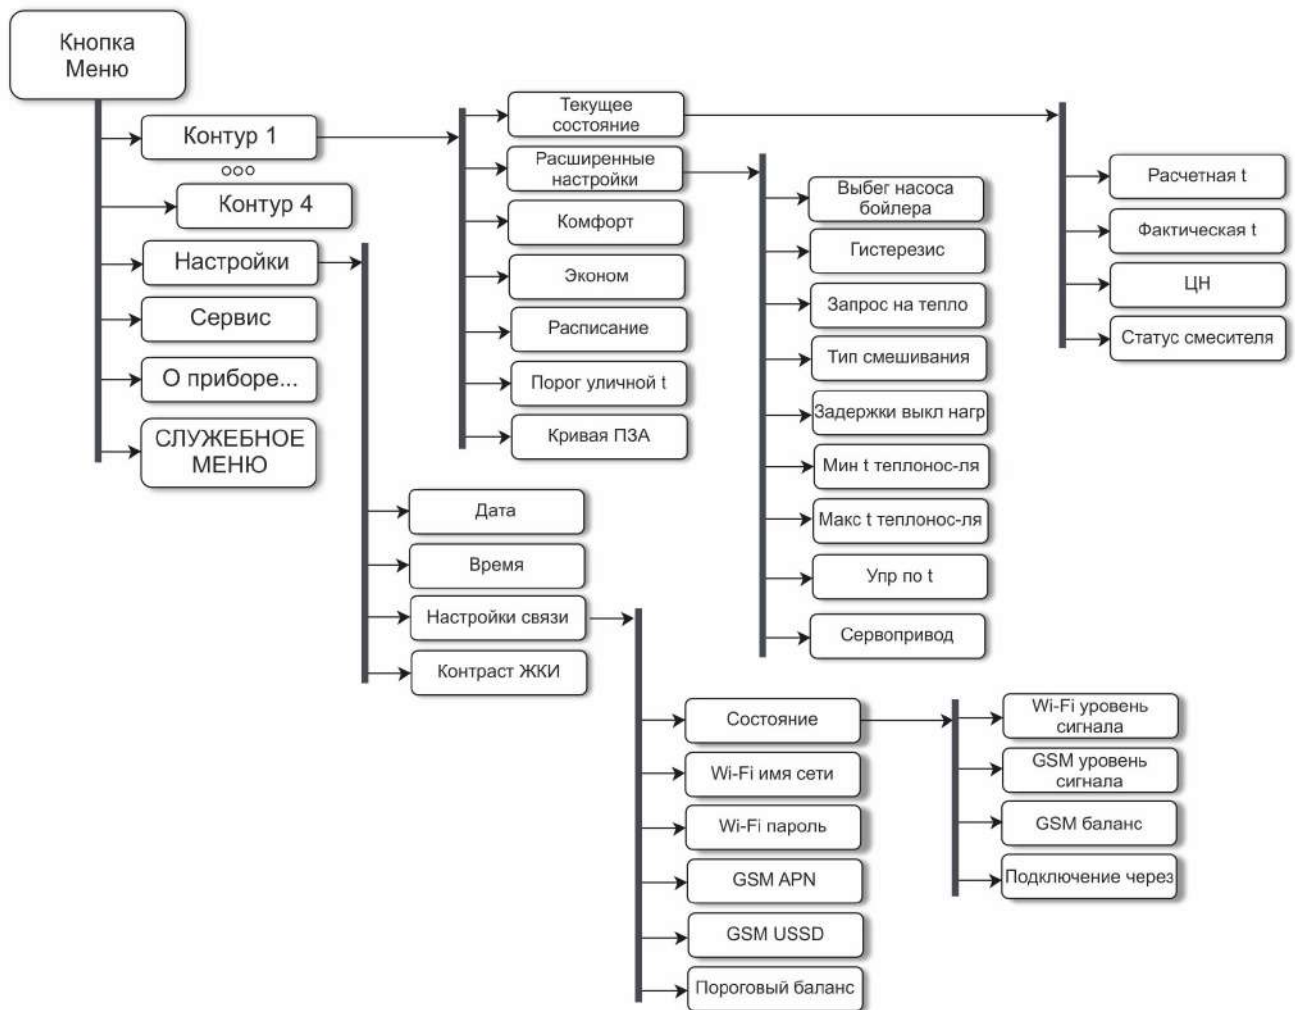 Кнопка
Меню
Контур 1
Контур 4
Настройки
Сервис
О приборе...
СЛУЖЕБНОЕ
МЕНЮ
Текущее
состояние
Расширенные
настройки
Комфорт
Эконом
Расписание
Порог уличной t
Кривая ПЗА
Расчетная t
Фактическая t
ЦН
Статус смесителя
Выбег насоса
бойлера
Гистерезис
Запрос на тепло
Тип смешивания
Задержки выкл нагр
Мин t теплонос-ля
Макс t теплонос-ля
Упр по t
Сервопривод
Дата
Время
Настройки связи
Контраст ЖКИ
Состояние
Wi-Fi имя сети
Wi-Fi пароль
GSM APN
GSM USSD
Пороговый баланс
Wi-Fi уровень
сигнала
GSM уровень
сигнала
GSM баланс
Подключение через